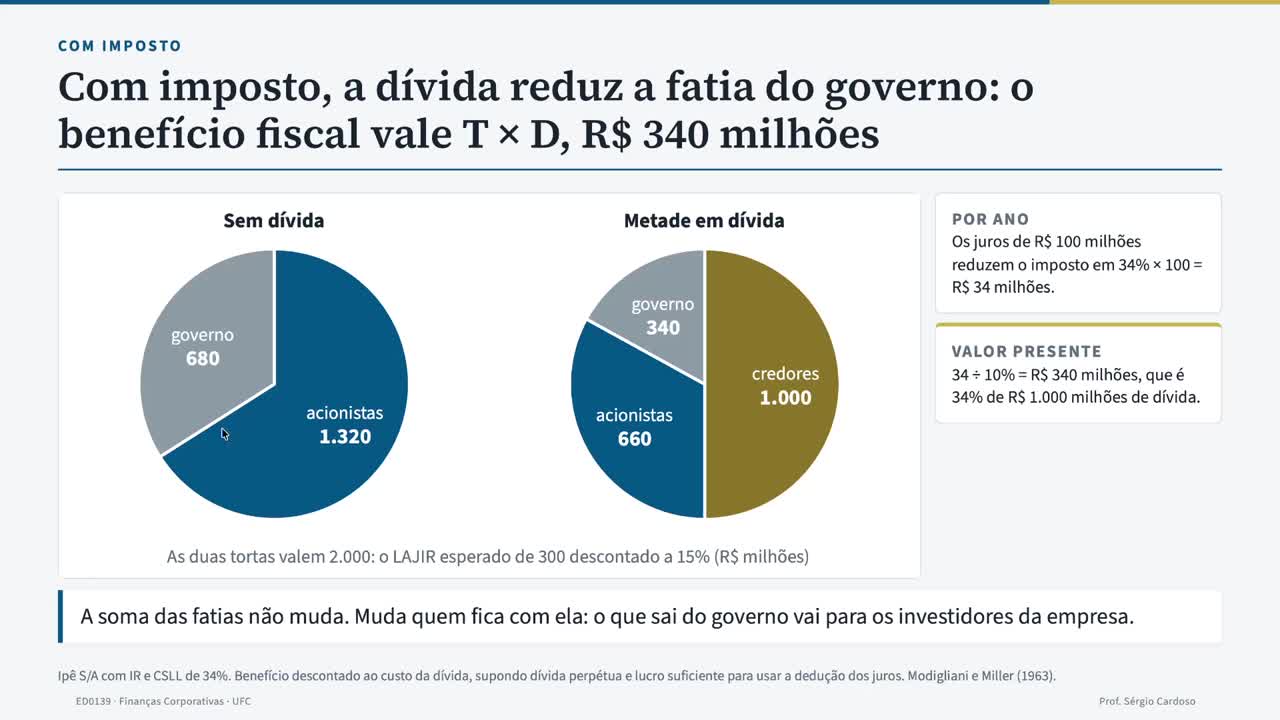 COM IMPOSTO
Com imposto, a dívida reduz a fatia do governo: o
benefício fiscal vale T × D, R$ 340 milhões
Sem dívida
governo
680
acionistas
1.320
Metade em dívida
governo
340
credores
1.000
acionistas
660
As duas tortas valem 2.000: o LAJIR esperado de 300 descontado a 15% (R$ milhões)
POR ANO
Os juros de R$ 100 milhões
reduzem o imposto em 34% × 100 =
R$ 34 milhões.
VALOR PRESENTE
34 ÷ 10% = R$ 340 milhões, que é
34% de R$ 1.000 milhões de dívida.
A soma das fatias não muda. Muda quem fica com ela: o que sai do governo vai para os investidores da empresa.
Ipê S/A com IR e CSLL de 34%. Benefício descontado ao custo da dívida, supondo dívida perpétua e lucro suficiente para usar a dedução dos juros. Modigliani e Miller (1963).
ED0139 · Finanças Corporativas · UFC
Prof. Sérgio Cardoso